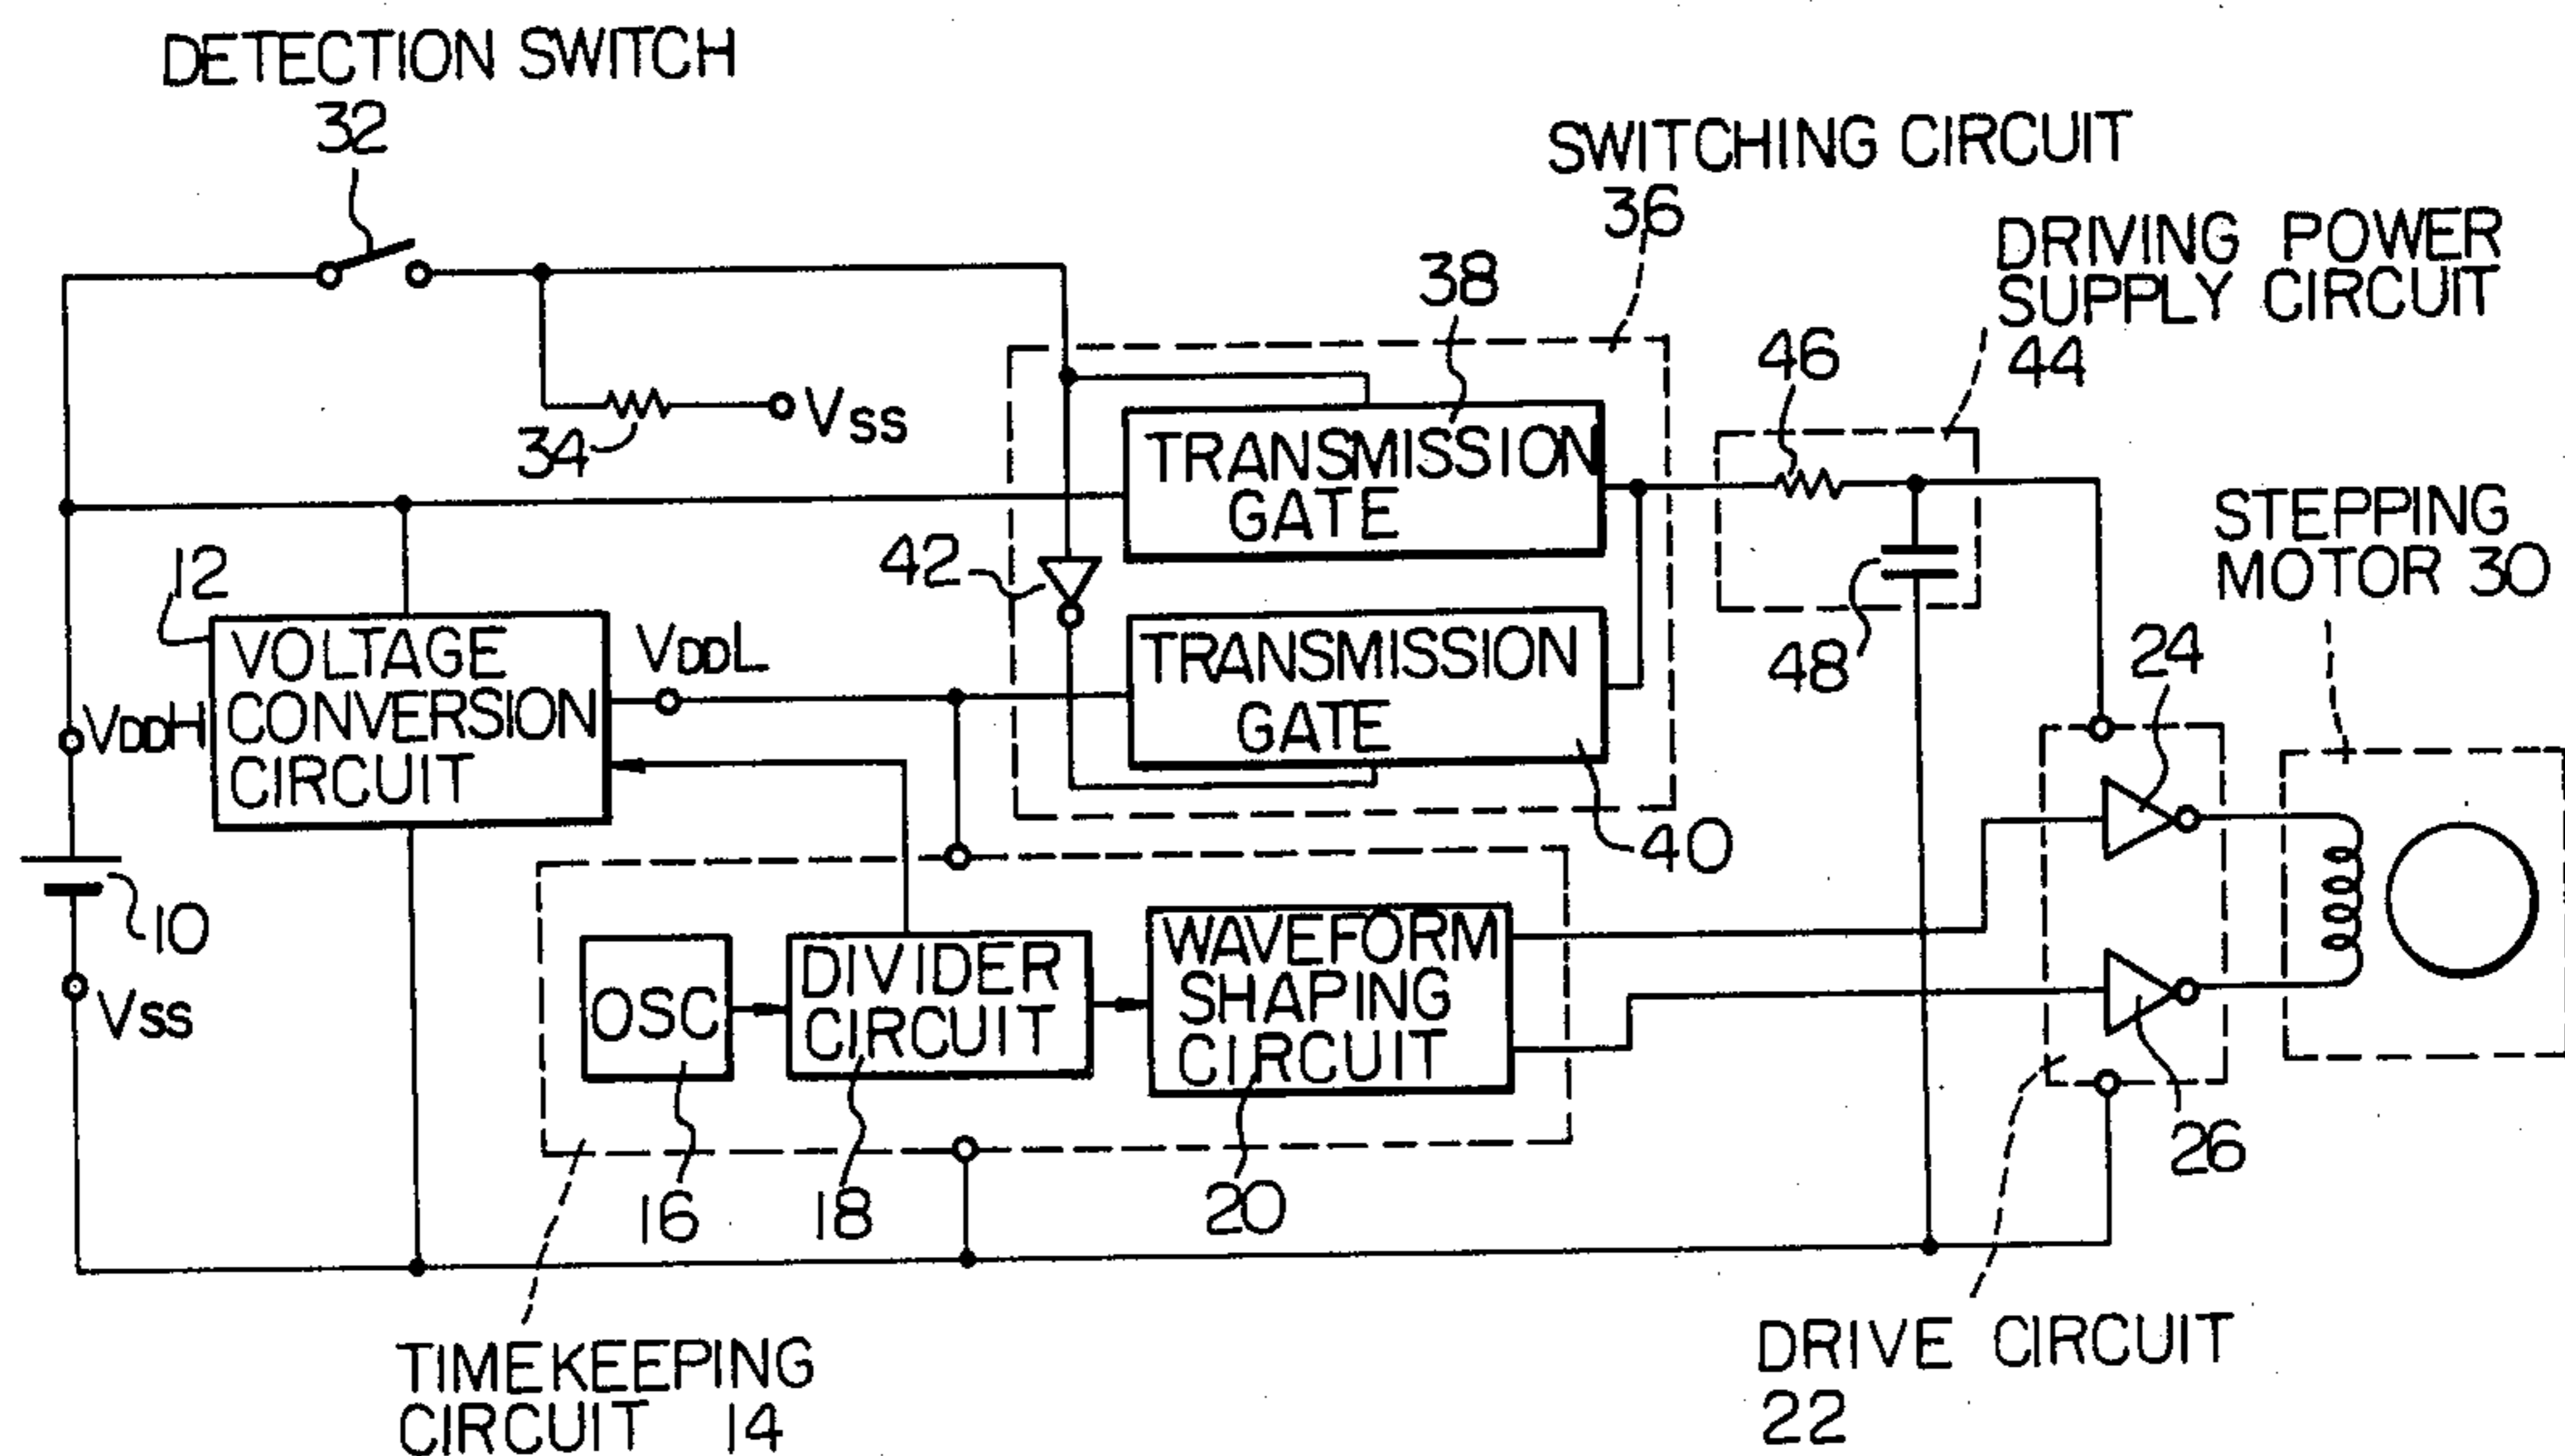 DETECTION SWITCH
32
SWITCHING CIRCUIT
36
DRIVING POWER
SUPPLY CIRCUIT
44
38
46
34
VSS
TRANSMISSION
GATE
STEPPING
MOTOR 30
42
12
VOLTAGE
CONVERSION
CIRCUIT
VDDL
TRANSMISSION
GATE
48
24
VDDH
40
10
VSS
OSC
DIVIDER
CIRCUIT
WAVEFORM
SHAPING
CIRCUIT
26
16
18
20
TIMEKEEPING
CIRCUIT 14
DRIVE CIRCUIT
22